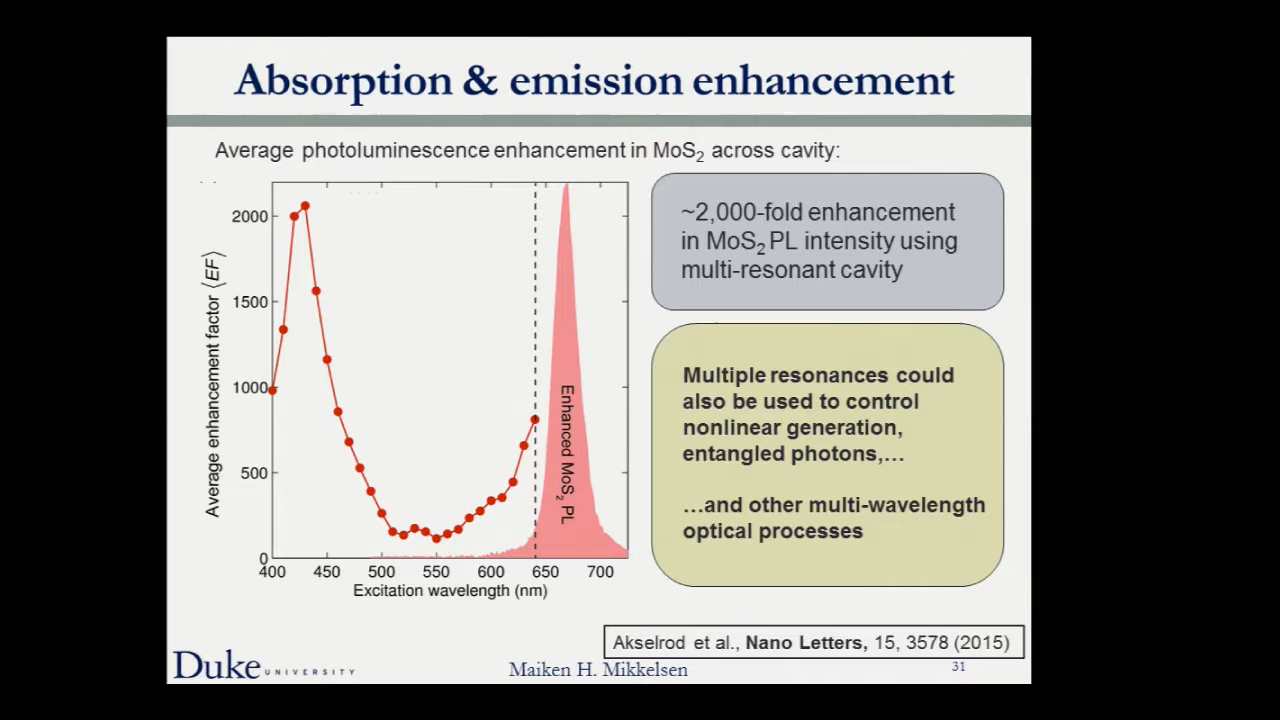 Absorption & emission enhancement
Average photoluminescence enhancement in MoS₂ across cavity:
Average enhancement factor ⟨EF⟩
2000
1500
1000
500
0
400 450 500 550 600 650 700
Excitation wavelength (nm)
Enhanced MoS₂ PL
~2,000-fold enhancement
in MoS₂ PL intensity using
multi-resonant cavity
Multiple resonances could
also be used to control
nonlinear generation,
entangled photons,…
…and other multi-wavelength
optical processes
Akselrod et al., Nano Letters, 15, 3578 (2015)
Duke UNIVERSITY
Maiken H. Mikkelsen
31